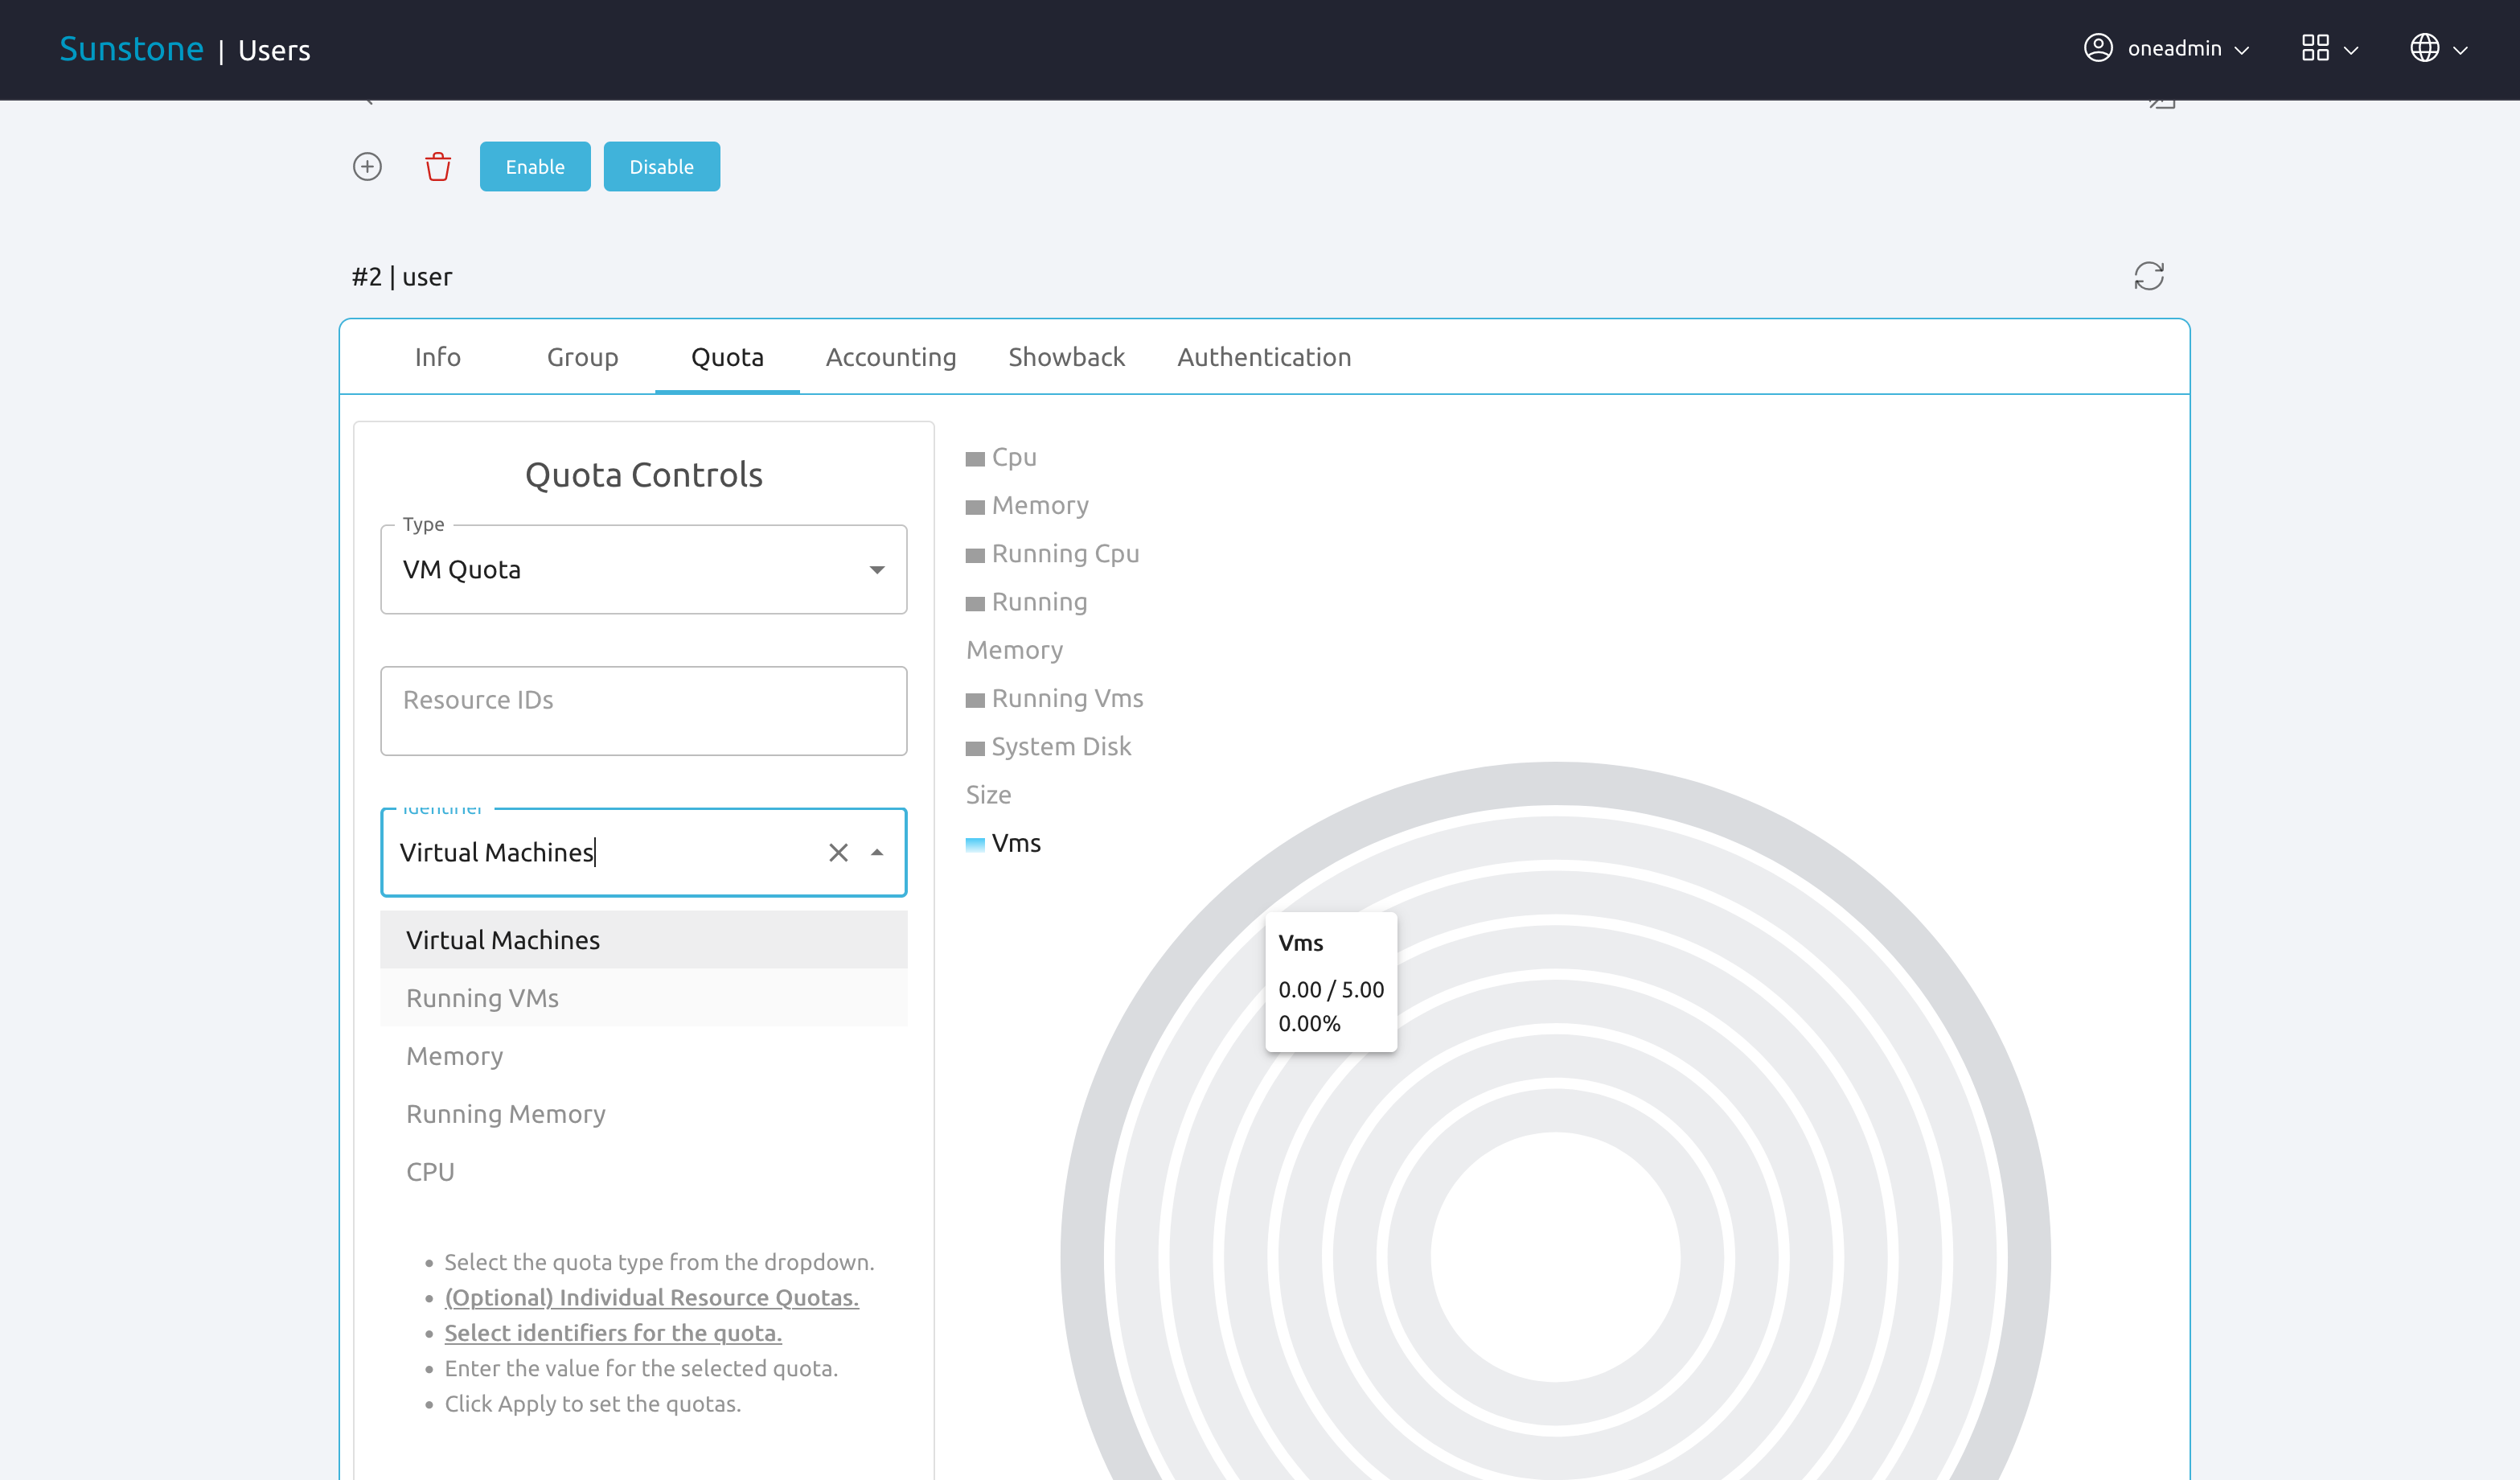 Sunstone | Users
oneadmin
Enable
Disable
#2 | user
Info
Group
Quota
Accounting
Showback
Authentication
Quota Controls
Type
VM Quota
Resource IDs
Identifier
Virtual Machines
Virtual Machines
Running VMs
Memory
Running Memory
CPU
Select the quota type from the dropdown.
(Optional) Individual Resource Quotas.
Select identifiers for the quota.
Enter the value for the selected quota.
Click Apply to set the quotas.
Cpu
Memory
Running Cpu
Running
Memory
Running Vms
System Disk
Size
Vms
Vms
0.00 / 5.00
0.00%